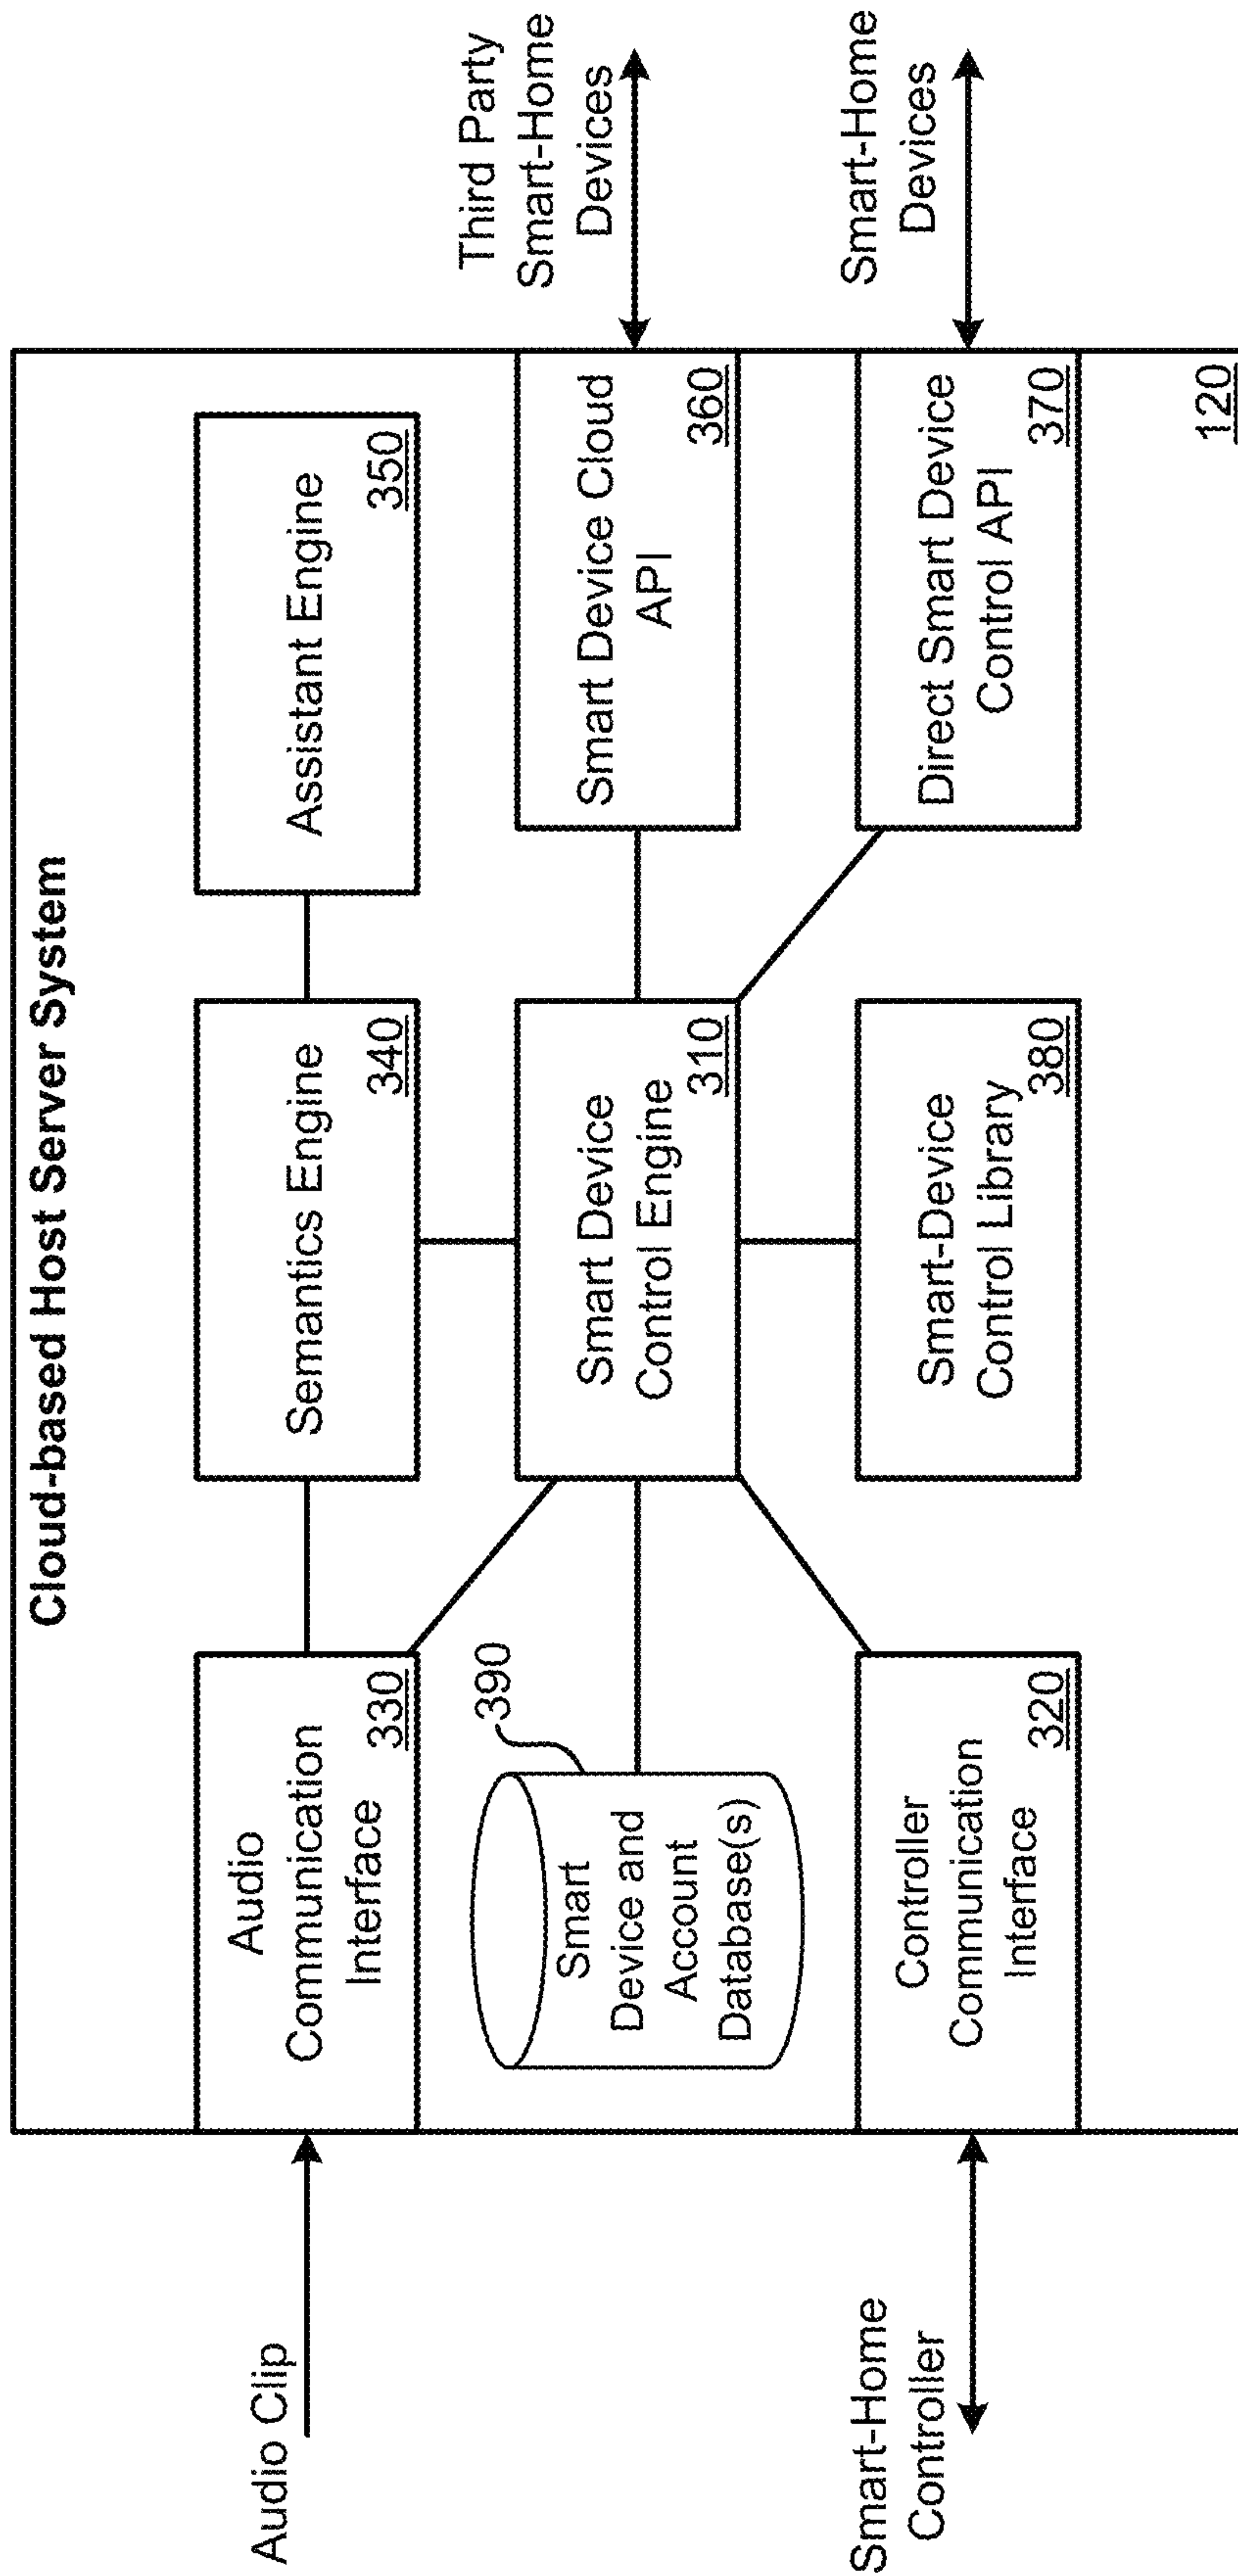 Cloud-based Host Server System
Audio Clip
Audio
Communication
Interface
330
Semantics Engine
340
Assistant Engine
350
390
Smart
Device and
Account
Database(s)
Smart Device
Control Engine
310
Smart Device Cloud
API
360
Third Party
Smart-Home
Devices
Smart-Home
Controller
Controller
Communication
Interface
320
Smart-Device
Control Library
380
Direct Smart Device
Control API
370
Smart-Home
Devices
120